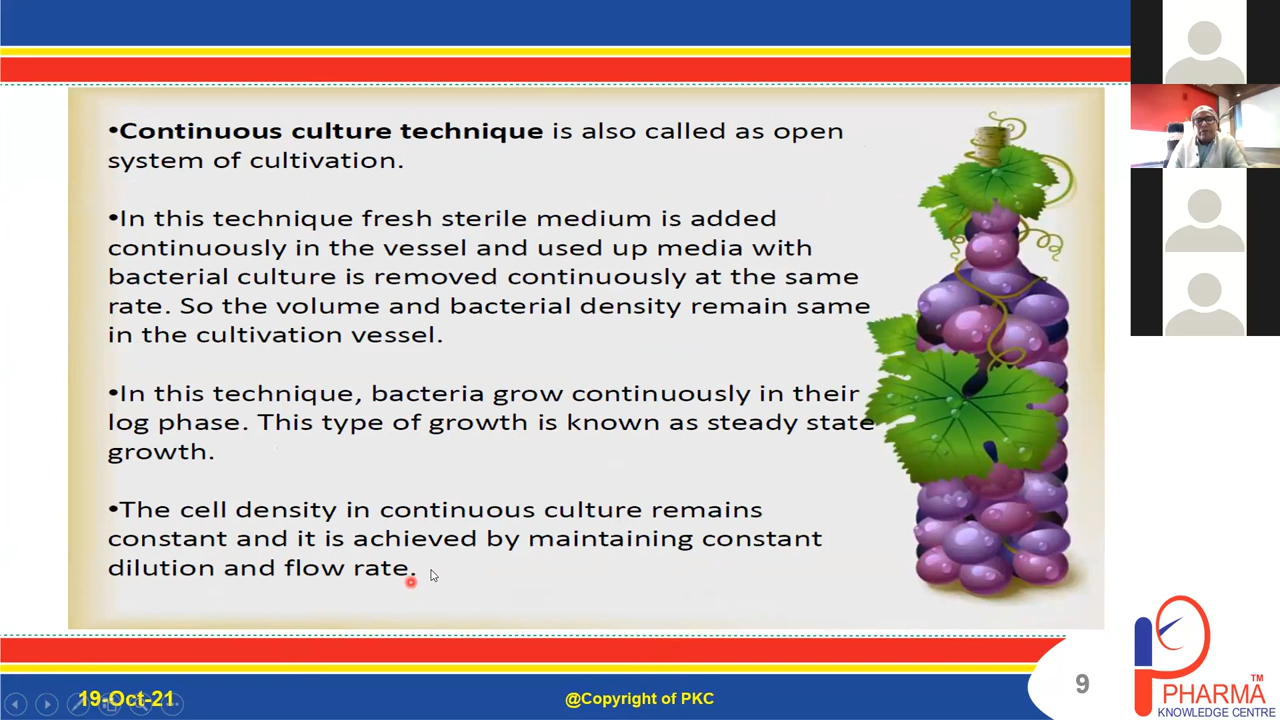 •Continuous culture technique is also called as open
system of cultivation.
•In this technique fresh sterile medium is added
continuously in the vessel and used up media with
bacterial culture is removed continuously at the same
rate. So the volume and bacterial density remain same
in the cultivation vessel.
•In this technique, bacteria grow continuously in their
log phase. This type of growth is known as steady state
growth.
•The cell density in continuous culture remains
constant and it is achieved by maintaining constant
dilution and flow rate.
19-Oct-21
@Copyright of PKC
9
PHARMA™
KNOWLEDGE CENTRE